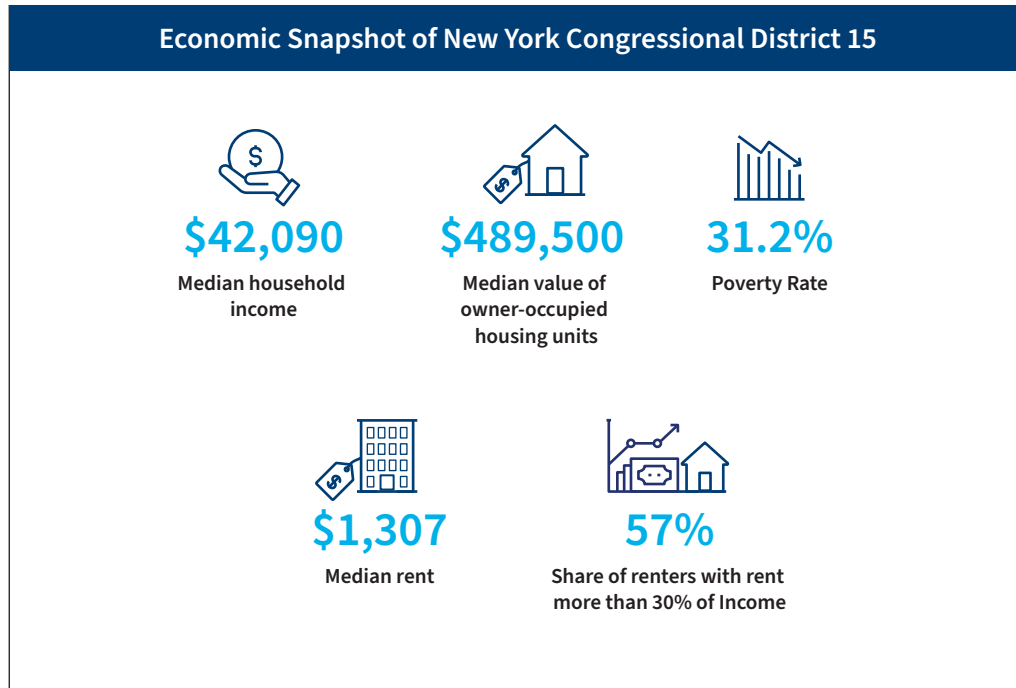 Economic Snapshot of New York Congressional District 15
$
$
$42,090
$489,500
31.2%
Median household
income
Median value of
owner-occupied
housing units
Poverty Rate
$
$1,307
57%
Median rent
Share of renters with rent
more than 30% of Income